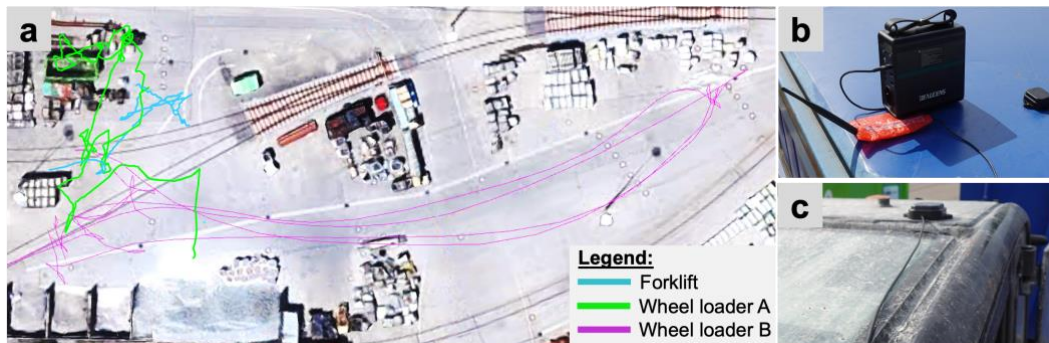 a
Legend:
Forklift
Wheel loader A
Wheel loader B
b
c